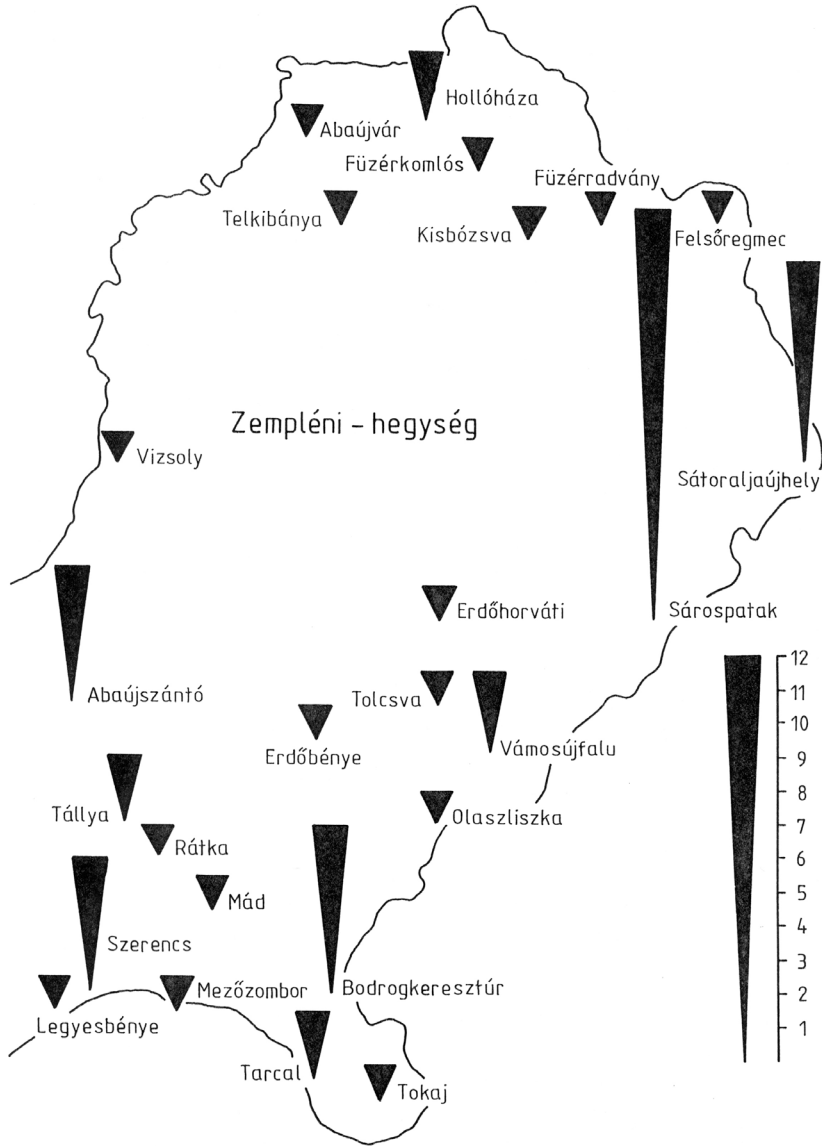 Hollóháza
Abaújvár
Füzérkomlós
Füzérradvány
Telkibánya
Kisbózsva
Felsőregmec
Zempléni – hegység
Vizsoly
Sátoraljaújhely
Erdőhorváti
Sárospatak
Abaújszántó
Tolcsva
Vámosújfalu
Erdőbénye
Tállya
Olaszliszka
Rátka
Mád
Szerencs
Mezőzombor
Bodrogkeresztúr
Legyesbénye
Tarcal
Tokaj
12
11
10
9
8
7
6
5
4
3
2
1